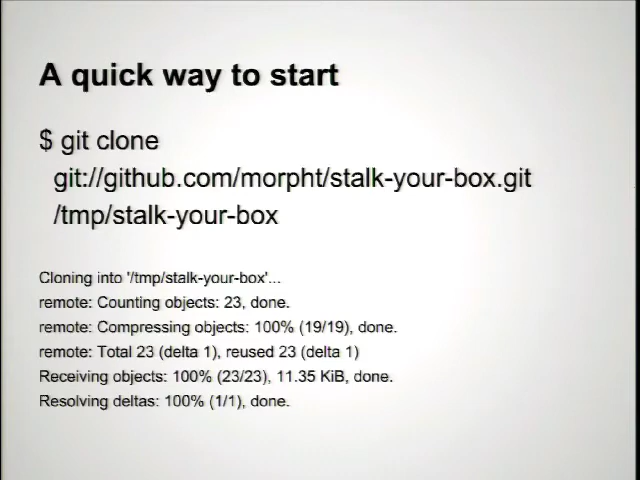 A quick way to start
$ git clone
git://github.com/morpht/stalk-your-box.git
/tmp/stalk-your-box
Cloning into '/tmp/stalk-your-box'...
remote: Counting objects: 23, done.
remote: Compressing objects: 100% (19/19), done.
remote: Total 23 (delta 1), reused 23 (delta 1)
Receiving objects: 100% (23/23), 11.35 KiB, done.
Resolving deltas: 100% (1/1), done.